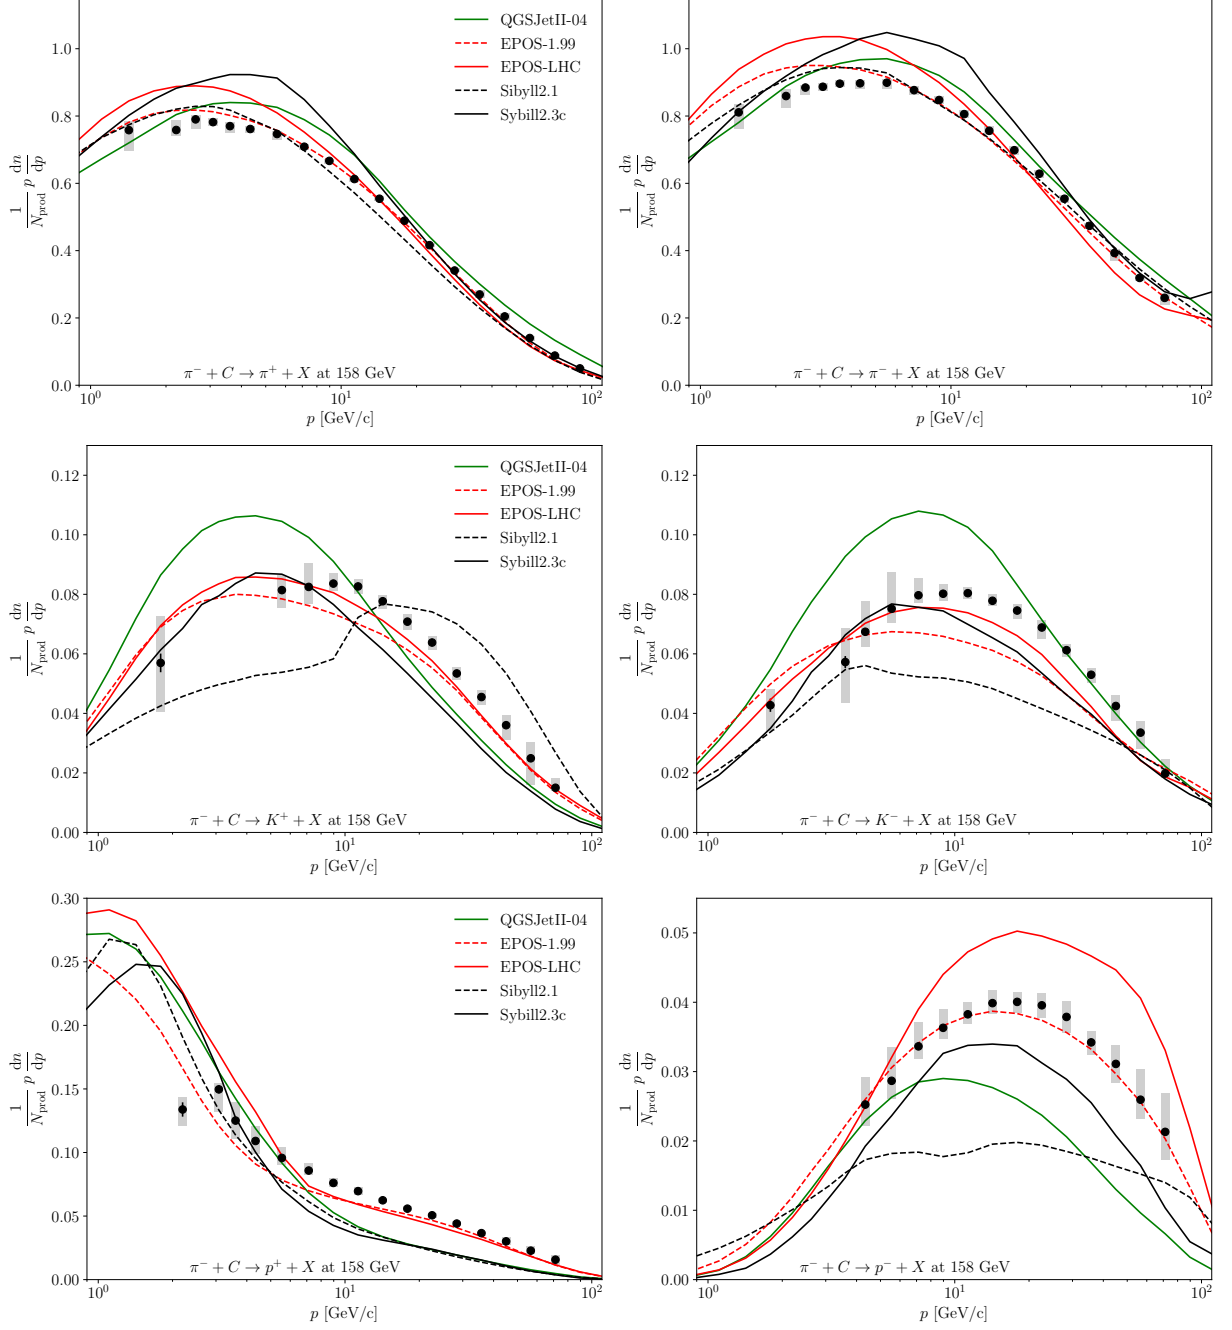 1.0
0.8
0.6
0.4
0.2
0.0
1/N_prod p dn/dp
QGSJetII-04
EPOS-1.99
EPOS-LHC
Sibyll2.1
Sybill2.3c
π⁻ + C → π⁺ + X at 158 GeV
10⁰ 10¹ 10²
p [GeV/c]
1.0
0.8
0.6
0.4
0.2
0.0
1/N_prod p dn/dp
π⁻ + C → π⁻ + X at 158 GeV
10⁰ 10¹ 10²
p [GeV/c]
0.12
0.10
0.08
0.06
0.04
0.02
0.00
1/N_prod p dn/dp
QGSJetII-04
EPOS-1.99
EPOS-LHC
Sibyll2.1
Sybill2.3c
π⁻ + C → K⁺ + X at 158 GeV
10⁰ 10¹ 10²
p [GeV/c]
0.12
0.10
0.08
0.06
0.04
0.02
0.00
1/N_prod p dn/dp
π⁻ + C → K⁻ + X at 158 GeV
10⁰ 10¹ 10²
p [GeV/c]
0.30
0.25
0.20
0.15
0.10
0.05
0.00
1/N_prod p dn/dp
QGSJetII-04
EPOS-1.99
EPOS-LHC
Sibyll2.1
Sybill2.3c
π⁻ + C → p⁺ + X at 158 GeV
10⁰ 10¹ 10²
p [GeV/c]
0.05
0.04
0.03
0.02
0.01
0.00
1/N_prod p dn/dp
π⁻ + C → p⁻ + X at 158 GeV
10⁰ 10¹ 10²
p [GeV/c]